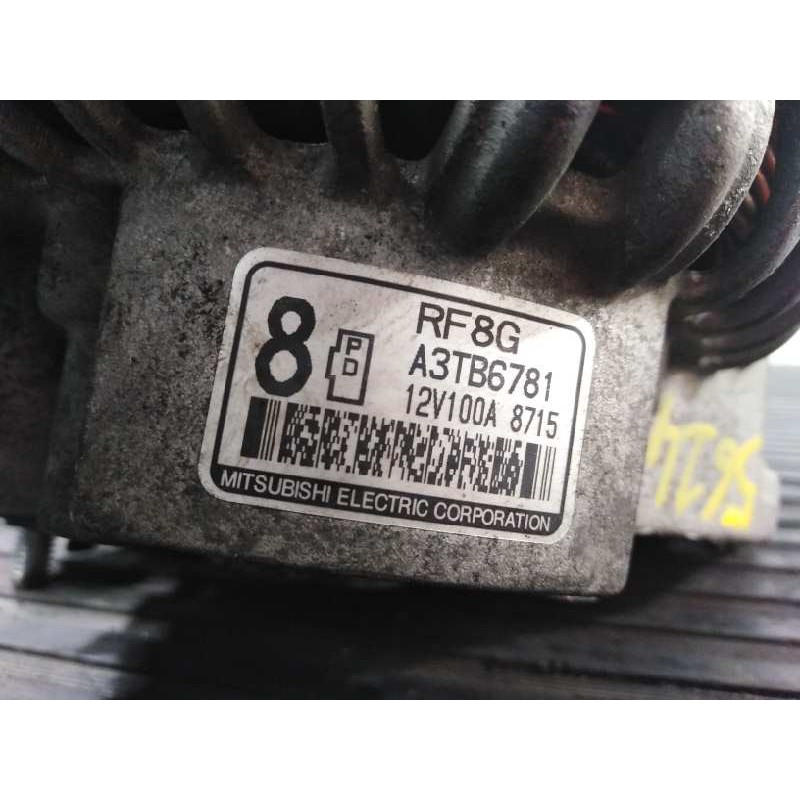 8
P
D
RF8G
A3TB6781
12V100A 8715
MITSUBISHI ELECTRIC CORPORATION